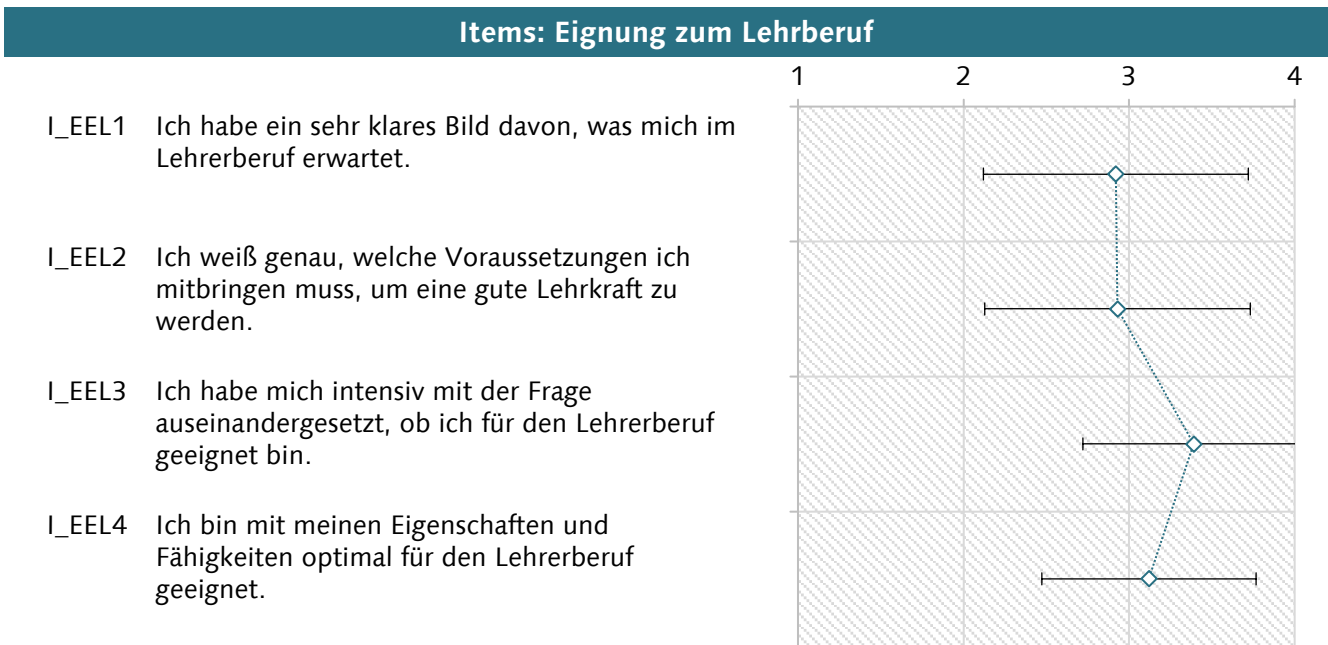 Items: Eignung zum Lehrberuf
1 2 3 4
I_EEL1 Ich habe ein sehr klares Bild davon, was mich im
Lehrerberuf erwartet.
I_EEL2 Ich weiß genau, welche Voraussetzungen ich
mitbringen muss, um eine gute Lehrkraft zu
werden.
I_EEL3 Ich habe mich intensiv mit der Frage
auseinandergesetzt, ob ich für den Lehrerberuf
geeignet bin.
I_EEL4 Ich bin mit meinen Eigenschaften und
Fähigkeiten optimal für den Lehrerberuf
geeignet.